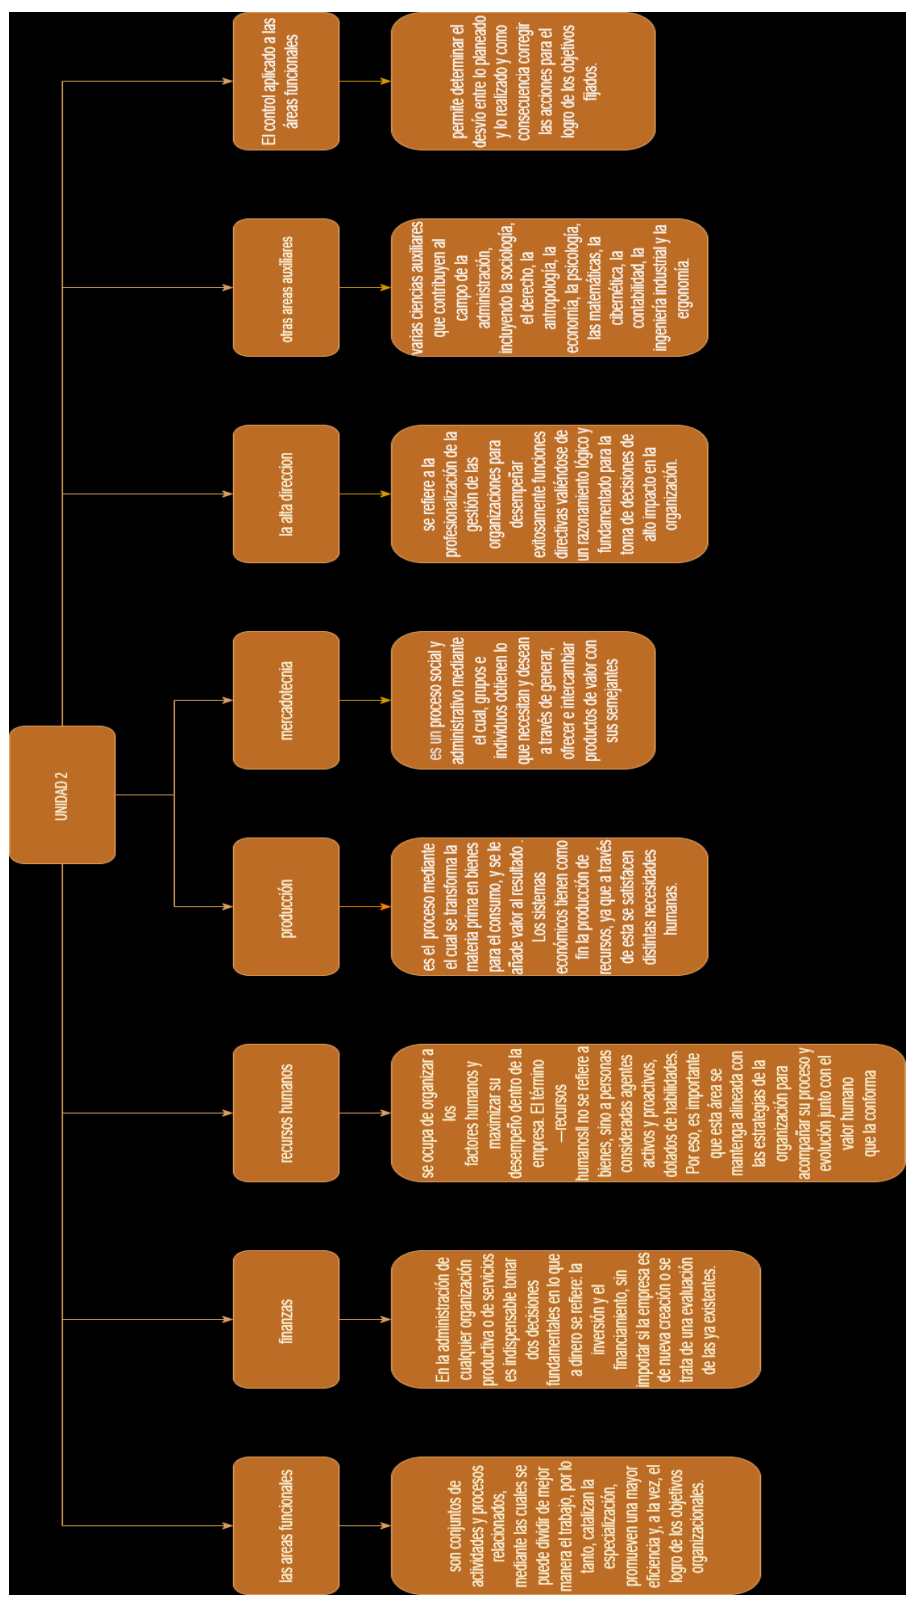 UNIDAD 2
las areas funcionales
son conjuntos de
actividades y procesos
relacionados,
mediante las cuales se
puede dividir de mejor
manera el trabajo, por lo
tanto, catalizan la
especialización,
promueven una mayor
eficiencia y, a la vez, el
logro de los objetivos
organizacionales.
finanzas
En la administración de
cualquier organización
productiva o de servicios
es indispensable tomar
dos decisiones
fundamentales en lo que
a dinero se refiere: la
inversión y el
financiamiento, sin
importar si la empresa es
de nueva creación o se
trata de una evaluación
de las ya existentes.
recursos humanos
se ocupa de organizar a
los
factores humanos y
maximizar su
desempeño dentro de la
empresa. El término
―recursos
humanosll no se refiere a
bienes, sino a personas
consideradas agentes
activos y proactivos,
dotados de habilidades.
Por eso, es importante
que esta área se
mantenga alineada con
las estrategias de la
organización para
acompañar su proceso y
evolución junto con el
valor humano
que la conforma
producción
es el  proceso mediante
el cual se transforma la
materia prima en bienes
para el consumo, y se le
añade valor al resultado .
Los sistemas
económicos tienen como
fin la producción de
recursos, ya que a través
de esta se satisfacen
distintas necesidades
humanas.
mercadotecnia
es un proceso social y
administrativo mediante
el cual, grupos e
individuos obtienen lo
que necesitan y desean
a través de generar,
ofrecer e intercambiar
productos de valor con
sus semejantes
la alta direccion
se refiere a la
profesionalización de la
gestión de las
organizaciones para
desempeñar
exitosamente funciones
directivas valiéndose de
un razonamiento lógico y
fundamentado para la
toma de decisiones de
alto impacto en la
organización.
otras areas auxiliares
varias ciencias auxiliares
que contribuyen al
campo de la
administración,
incluyendo la sociología,
el derecho, la
antropología, la
economía, la psicología,
las matemáticas, la
cibernética, la
contabilidad, la
ingeniería industrial y la
ergonomía.
El control aplicado a las
áreas funcionales
permite determinar el
desvío entre lo planeado
y lo realizado y como
consecuencia corregir
las acciones para el
logro de los objetivos
fijados.